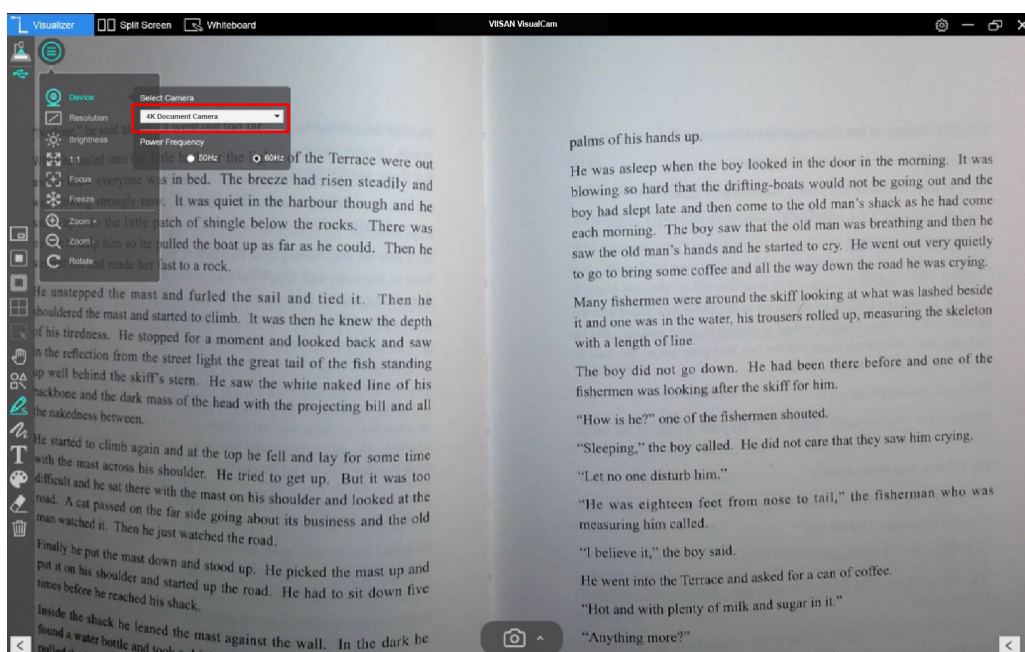 Visualizer Split Screen Whiteboard VIISAN VisualCam
Device
Resolution
Brightness
1:1
Focus
Freeze
Zoom +
Zoom -
Rotate
Select Camera
4K Document Camera
Power Frequency
50Hz 60Hz
said
of the Terrace were out
everyone was in bed. The breeze had risen steadily and
strongly now. It was quiet in the harbour though and he
the little patch of shingle below the rocks. There was
him so he pulled the boat up as far as he could. Then he
and made her fast to a rock.
He unstepped the mast and furled the sail and tied it. Then he
shouldered the mast and started to climb. It was then he knew the depth
of his tiredness. He stopped for a moment and looked back and saw
in the reflection from the street light the great tail of the fish standing
up well behind the skiff's stern. He saw the white naked line of his
backbone and the dark mass of the head with the projecting bill and all
the nakedness between.
He started to climb again and at the top he fell and lay for some time
with the mast across his shoulder. He tried to get up. But it was too
difficult and he sat there with the mast on his shoulder and looked at the
road. A cat passed on the far side going about its business and the old
man watched it. Then he just watched the road.
Finally he put the mast down and stood up. He picked the mast up and
put it on his shoulder and started up the road. He had to sit down five
times before he reached his shack.
Inside the shack he leaned the mast against the wall. In the dark he
found a water bottle and took
palms of his hands up.
He was asleep when the boy looked in the door in the morning. It was
blowing so hard that the drifting-boats would not be going out and the
boy had slept late and then come to the old man's shack as he had come
each morning. The boy saw that the old man was breathing and then he
saw the old man's hands and he started to cry. He went out very quietly
to go to bring some coffee and all the way down the road he was crying.
Many fishermen were around the skiff looking at what was lashed beside
it and one was in the water, his trousers rolled up, measuring the skeleton
with a length of line.
The boy did not go down. He had been there before and one of the
fishermen was looking after the skiff for him.
“How is he?” one of the fishermen shouted.
“Sleeping,” the boy called. He did not care that they saw him crying.
“Let no one disturb him.”
“He was eighteen feet from nose to tail,” the fisherman who was
measuring him called.
“I believe it,” the boy said.
He went into the Terrace and asked for a can of coffee.
“Hot and with plenty of milk and sugar in it.”
“Anything more?”